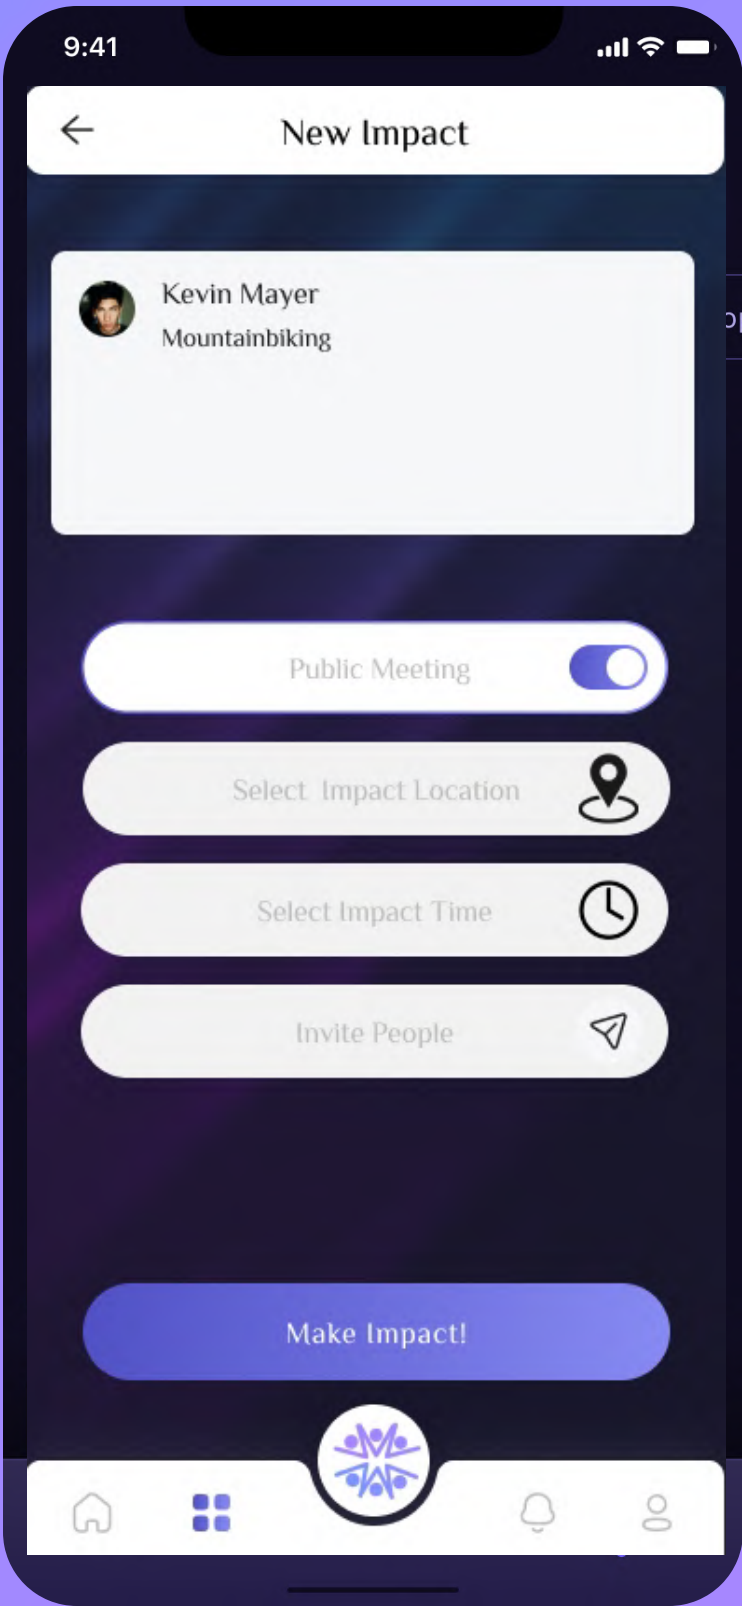 9:41
New Impact
Kevin Mayer
Mountainbiking
op
Public Meeting
Select Impact Location
Select Impact Time
Invite People
Make Impact!